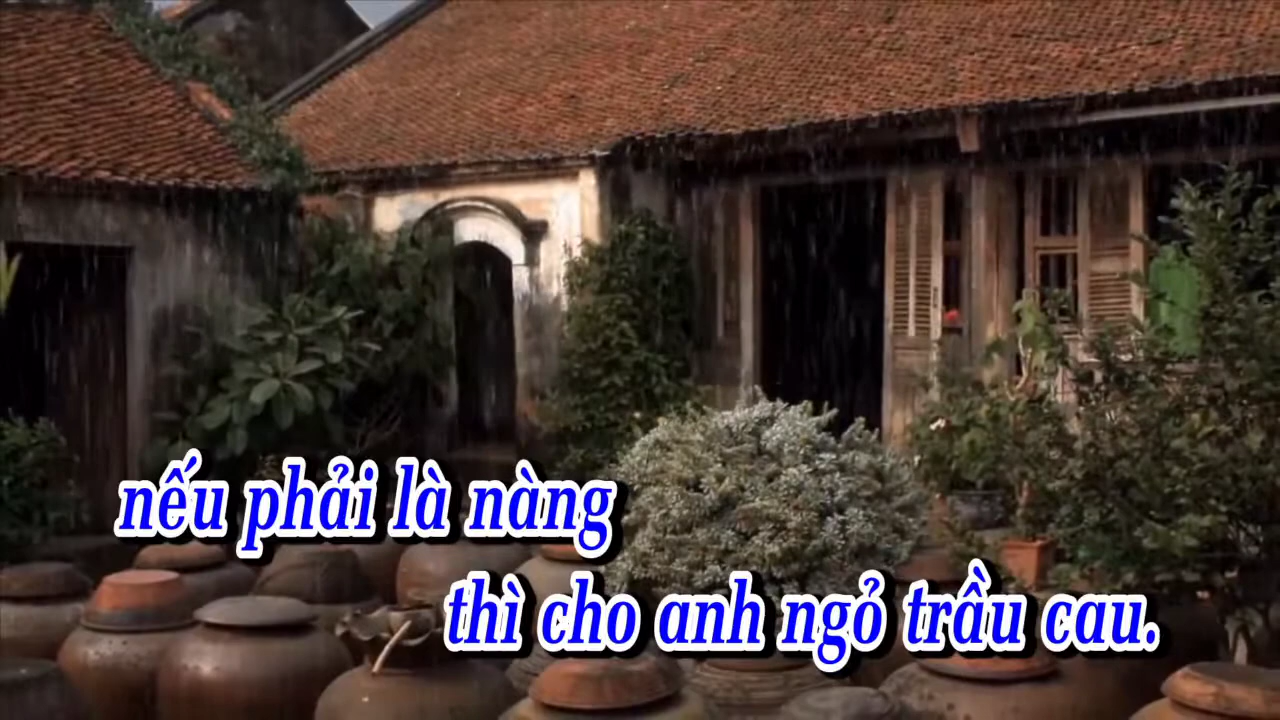 nếu phải là nàng
thì cho anh ngỏ trầu cau.